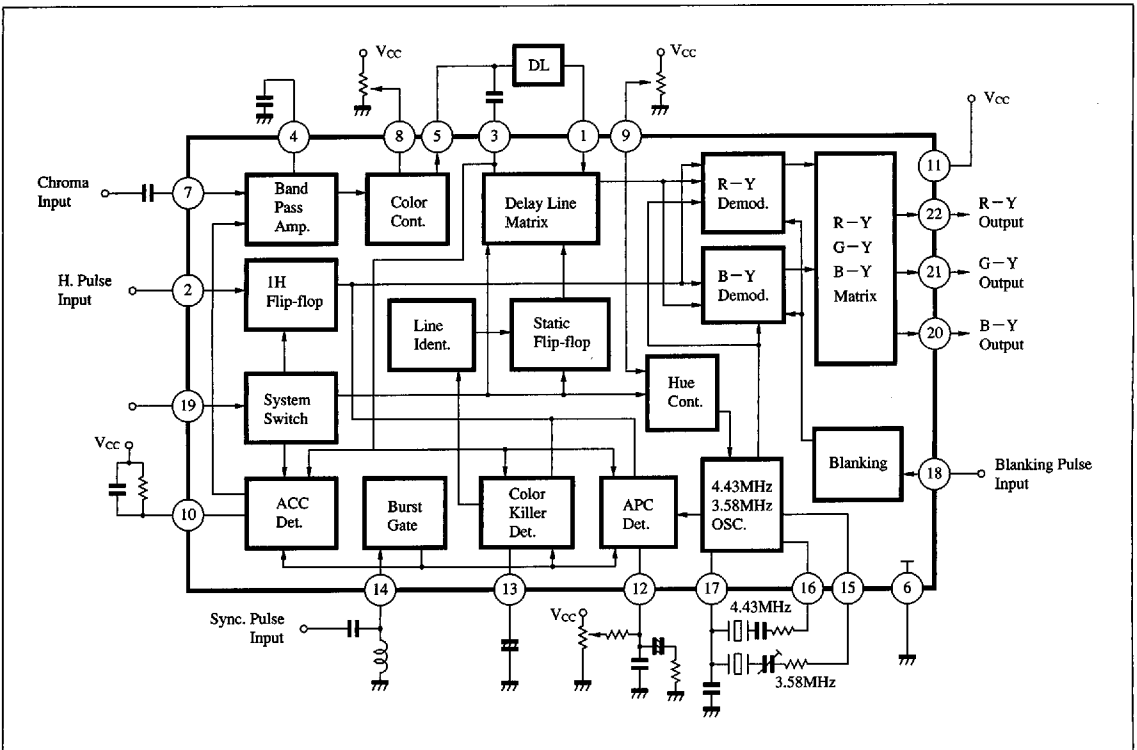 VCC
DL
VCC
VCC
4
8
5
3
1
9
11
Chroma
Input
7
Band
Pass
Amp.
Color
Cont.
Delay Line
Matrix
R–Y
Demod.
R–Y
G–Y
B–Y
Matrix
22
R–Y
Output
H. Pulse
Input
2
1H
Flip-flop
B–Y
Demod.
21
G–Y
Output
Line
Ident.
Static
Flip-flop
20
B–Y
Output
19
System
Switch
Hue
Cont.
VCC
10
ACC
Det.
Burst
Gate
Color
Killer
Det.
APC
Det.
4.43MHz
3.58MHz
OSC.
Blanking
18
Blanking Pulse
Input
14
13
12
17
16
15
6
Sync. Pulse
Input
VCC
4.43MHz
3.58MHz